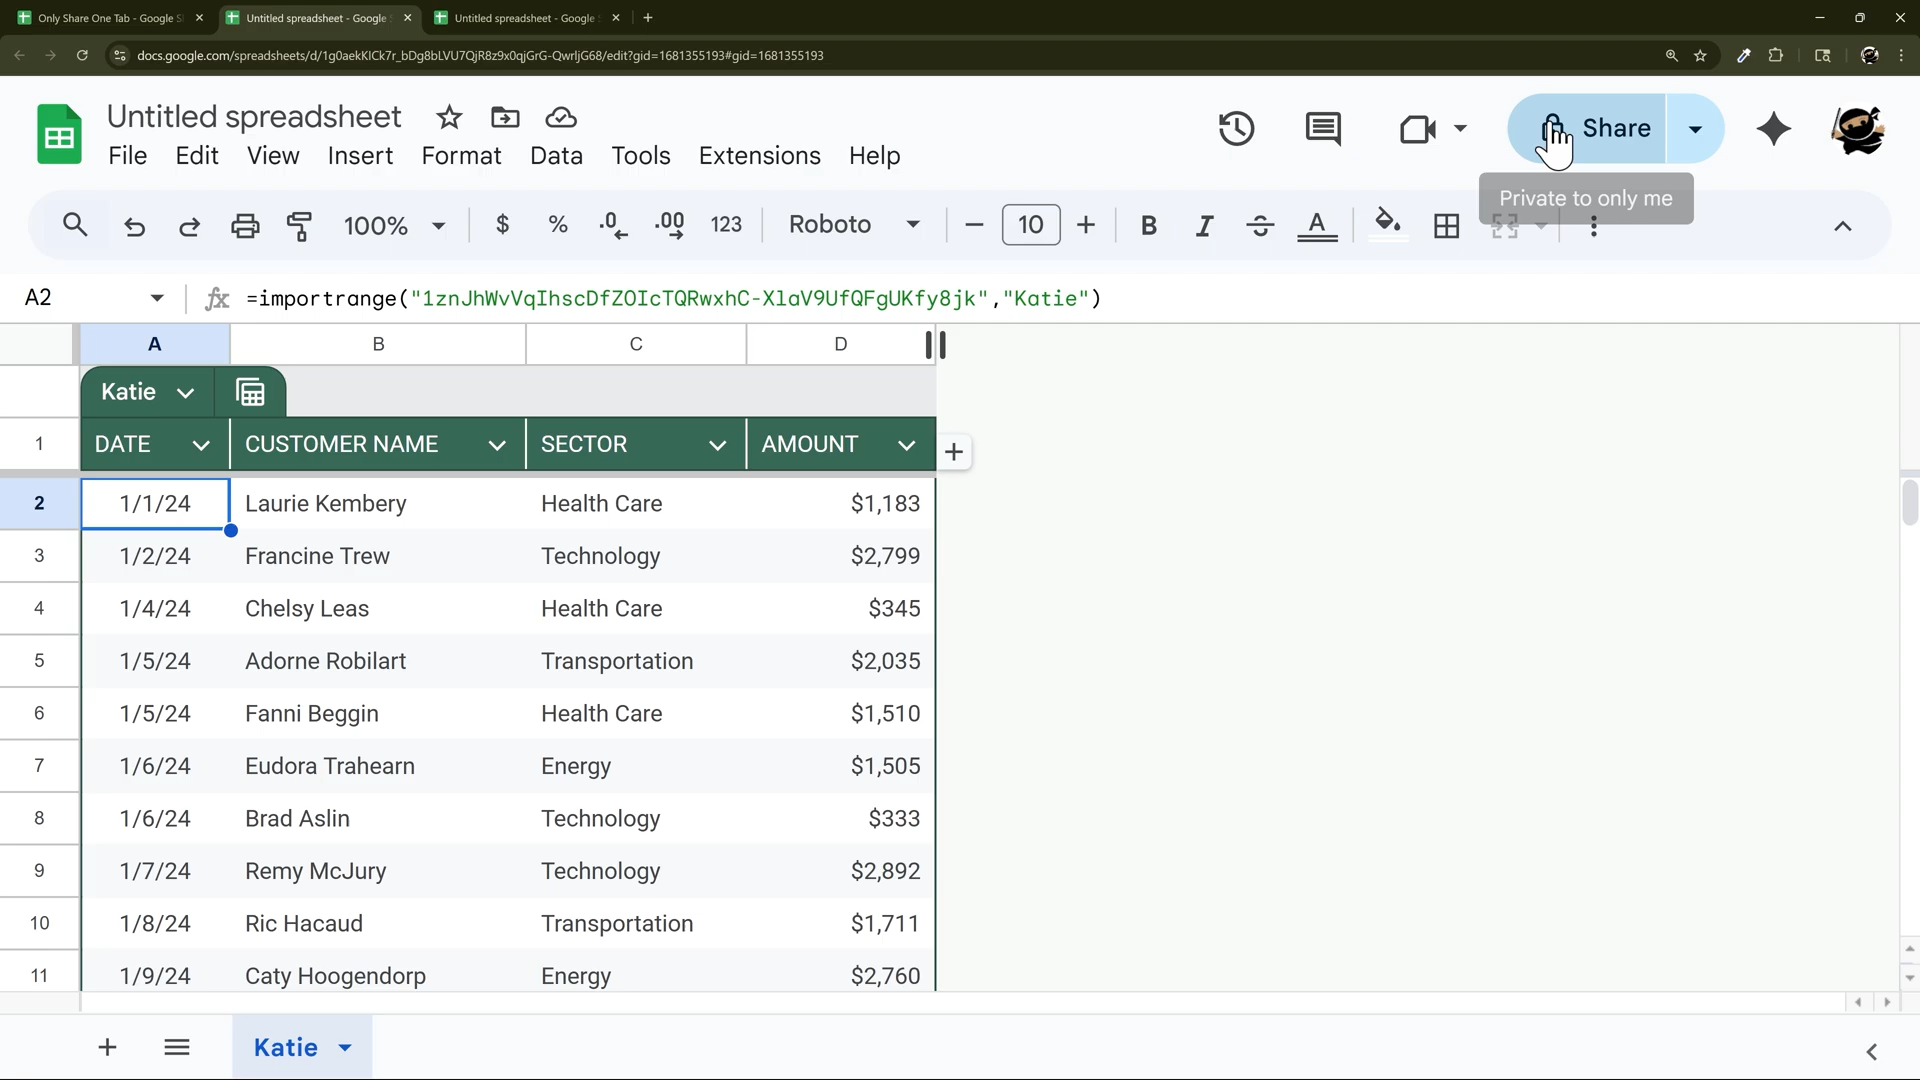 Only Share One Tab - Google S
Untitled spreadsheet - Google
Untitled spreadsheet - Google
docs.google.com/spreadsheets/d/1g0aekKlCk7r_bDg8bLVU7QjR8z9x0qjGrG-QwrljG68/edit?gid=1681355193#gid=1681355193
Untitled spreadsheet
Share
File Edit View Insert Format Data Tools Extensions Help
Private to only me
100% $ % .0 .00 123 Roboto 10 B I S A
A2 fx =importrange("1znJhWvVqIhscDfZOIcTQRwxhC-XlaV9UfQFgUKfy8jk","Katie")
A B C D
Katie
1 DATE CUSTOMER NAME SECTOR AMOUNT
2 1/1/24 Laurie Kembery Health Care $1,183
3 1/2/24 Francine Trew Technology $2,799
4 1/4/24 Chelsy Leas Health Care $345
5 1/5/24 Adorne Robilart Transportation $2,035
6 1/5/24 Fanni Beggin Health Care $1,510
7 1/6/24 Eudora Trahearn Energy $1,505
8 1/6/24 Brad Aslin Technology $333
9 1/7/24 Remy McJury Technology $2,892
10 1/8/24 Ric Hacaud Transportation $1,711
11 1/9/24 Caty Hoogendorp Energy $2,760
Katie